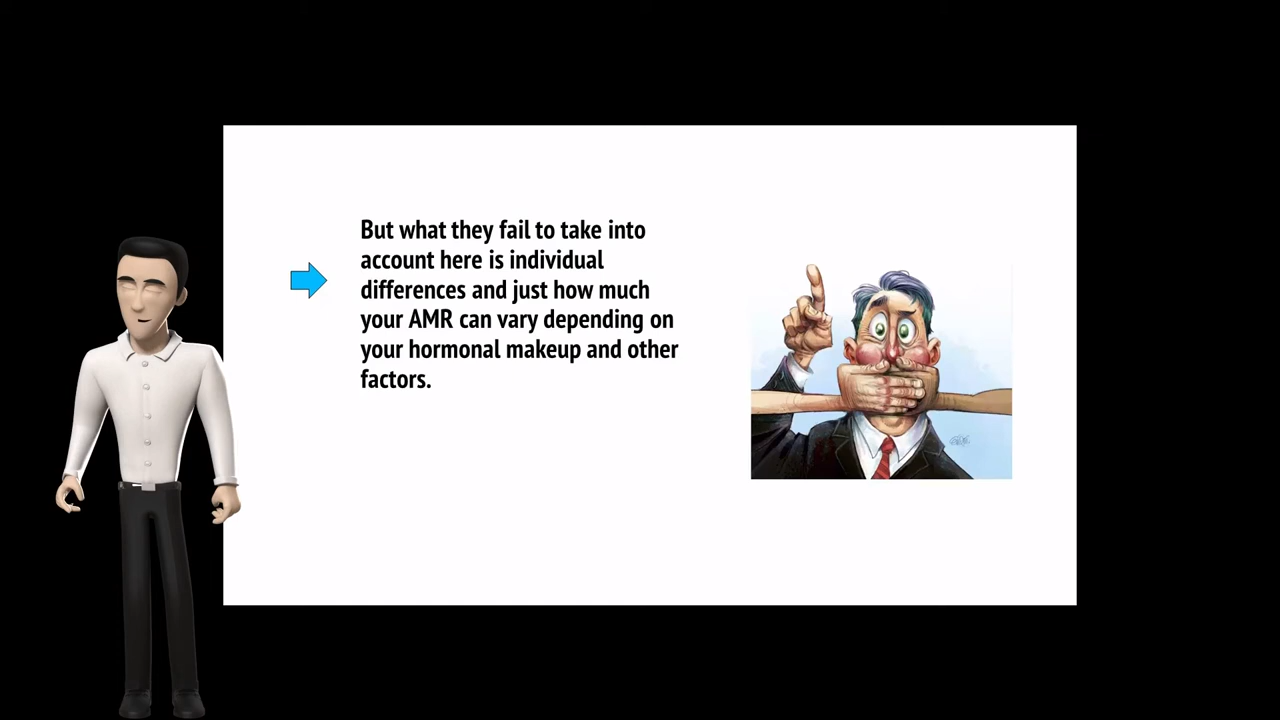 But what they fail to take into
account here is individual
differences and just how much
your AMR can vary depending on
your hormonal makeup and other
factors.